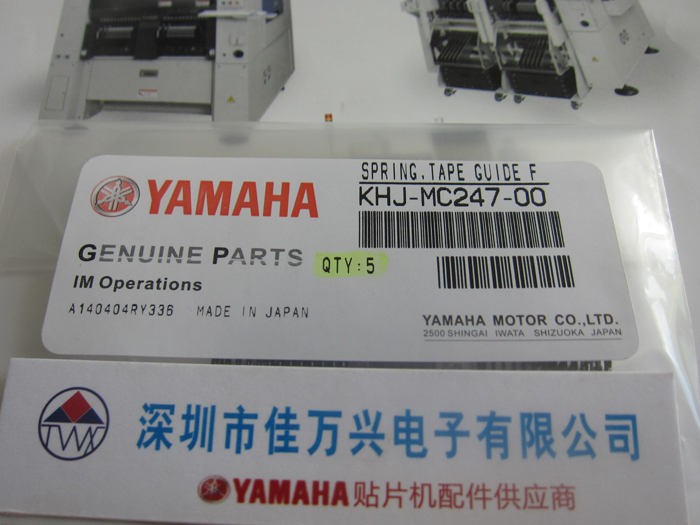 SPRING,TAPE GUIDE F
YAMAHA
KHJ-MC247-00
GENUINE PARTS
QTY:5
IM Operations
A140404RY336 MADE IN JAPAN
YAMAHA MOTOR CO.,LTD.
2500 SHINGAI IWATA SHIZUOKA JAPAN
TWX
深圳市佳万兴电子有限公司
YAMAHA贴片机配件供应商